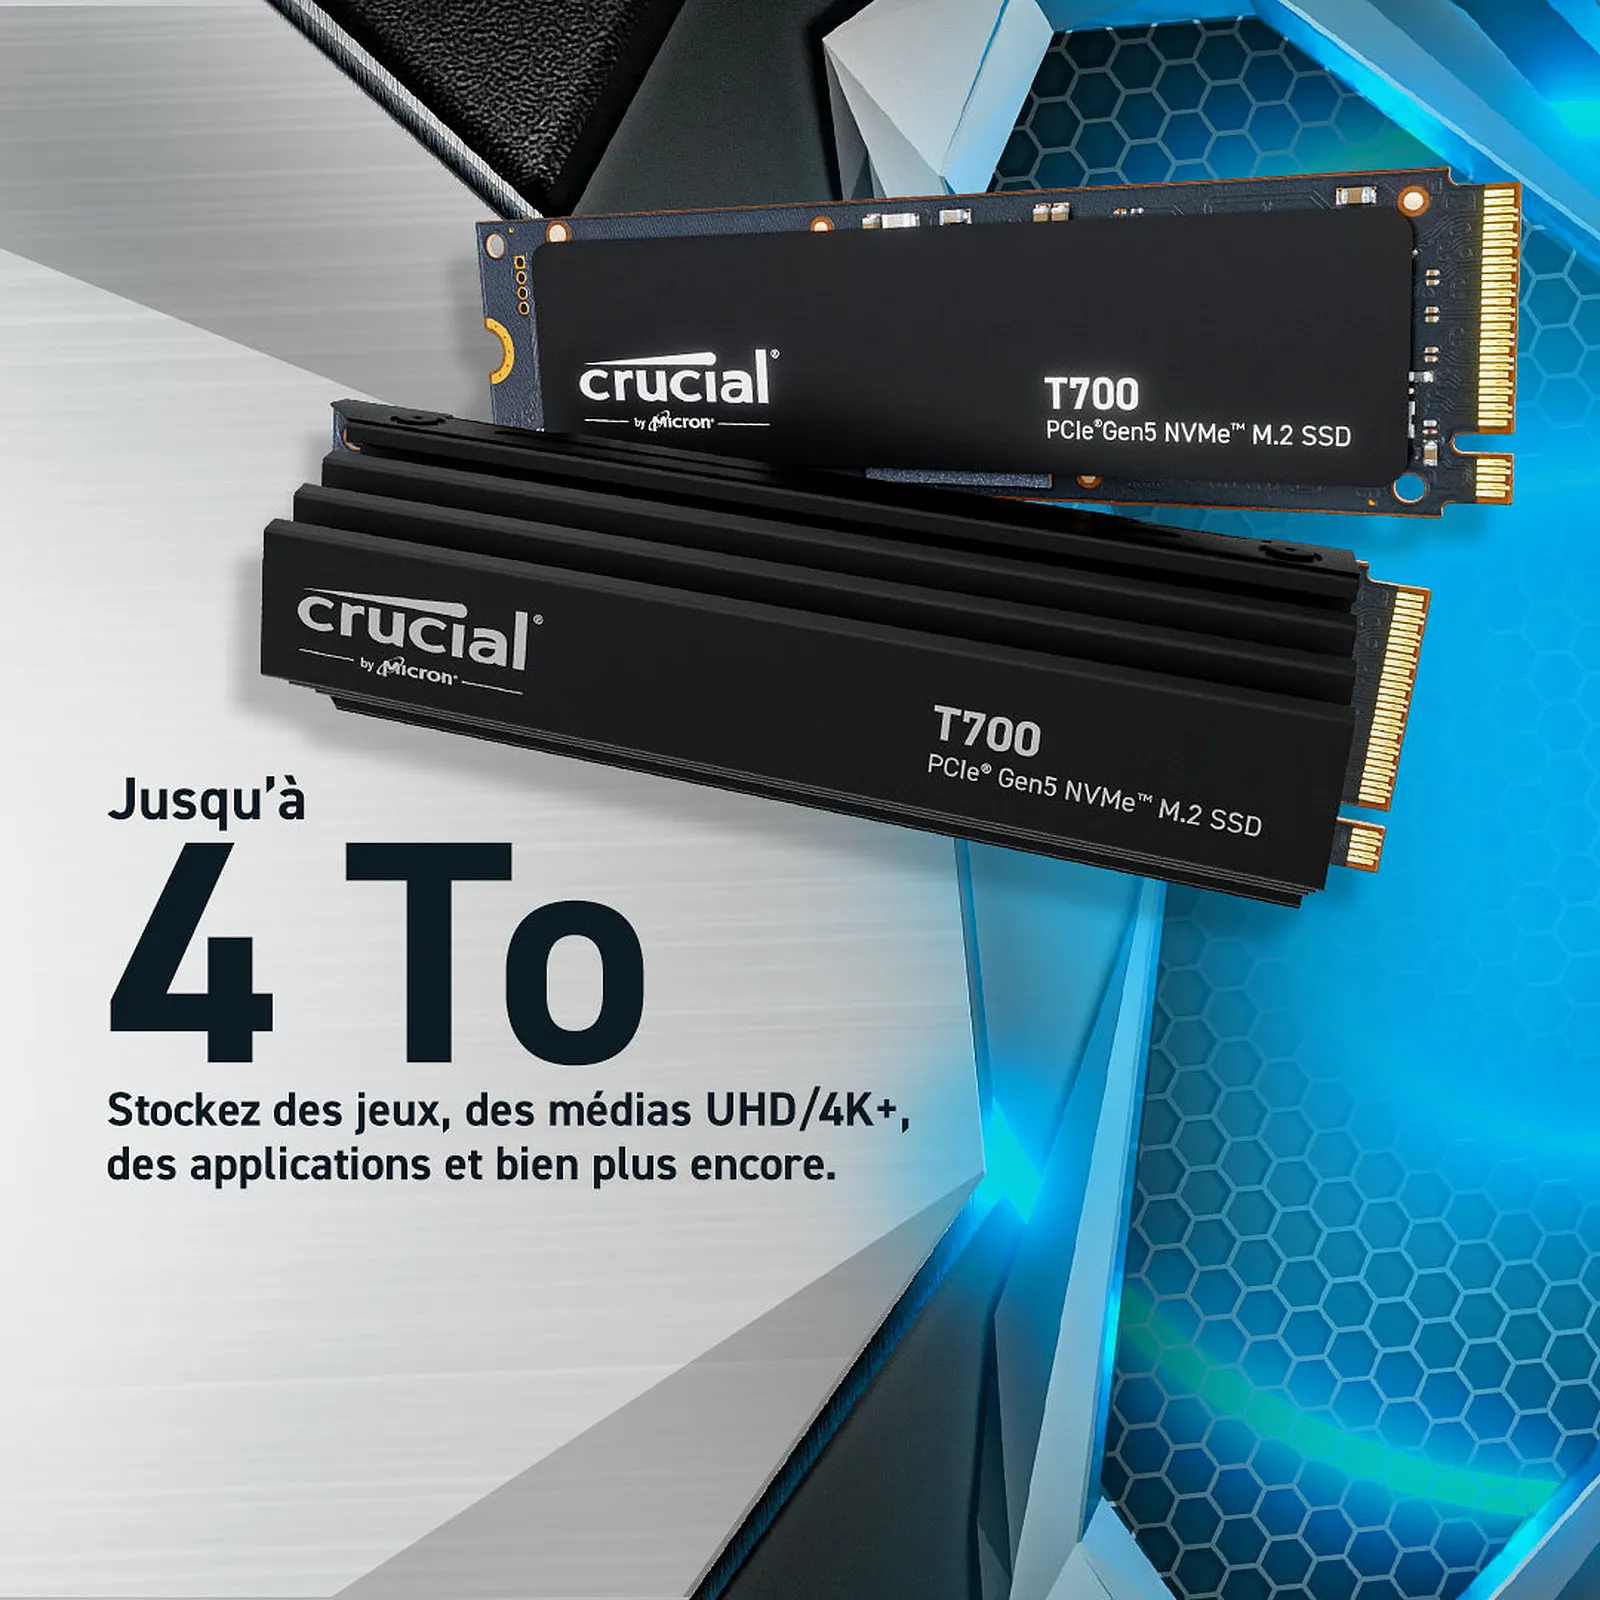 crucial®
by Micron®
T700
PCIe®Gen5 NVMe™ M.2 SSD
crucial®
by Micron®
T700
PCIe® Gen5 NVMe™ M.2 SSD
Jusqu’à
4 To
Stockez des jeux, des médias UHD/4K+,
des applications et bien plus encore.